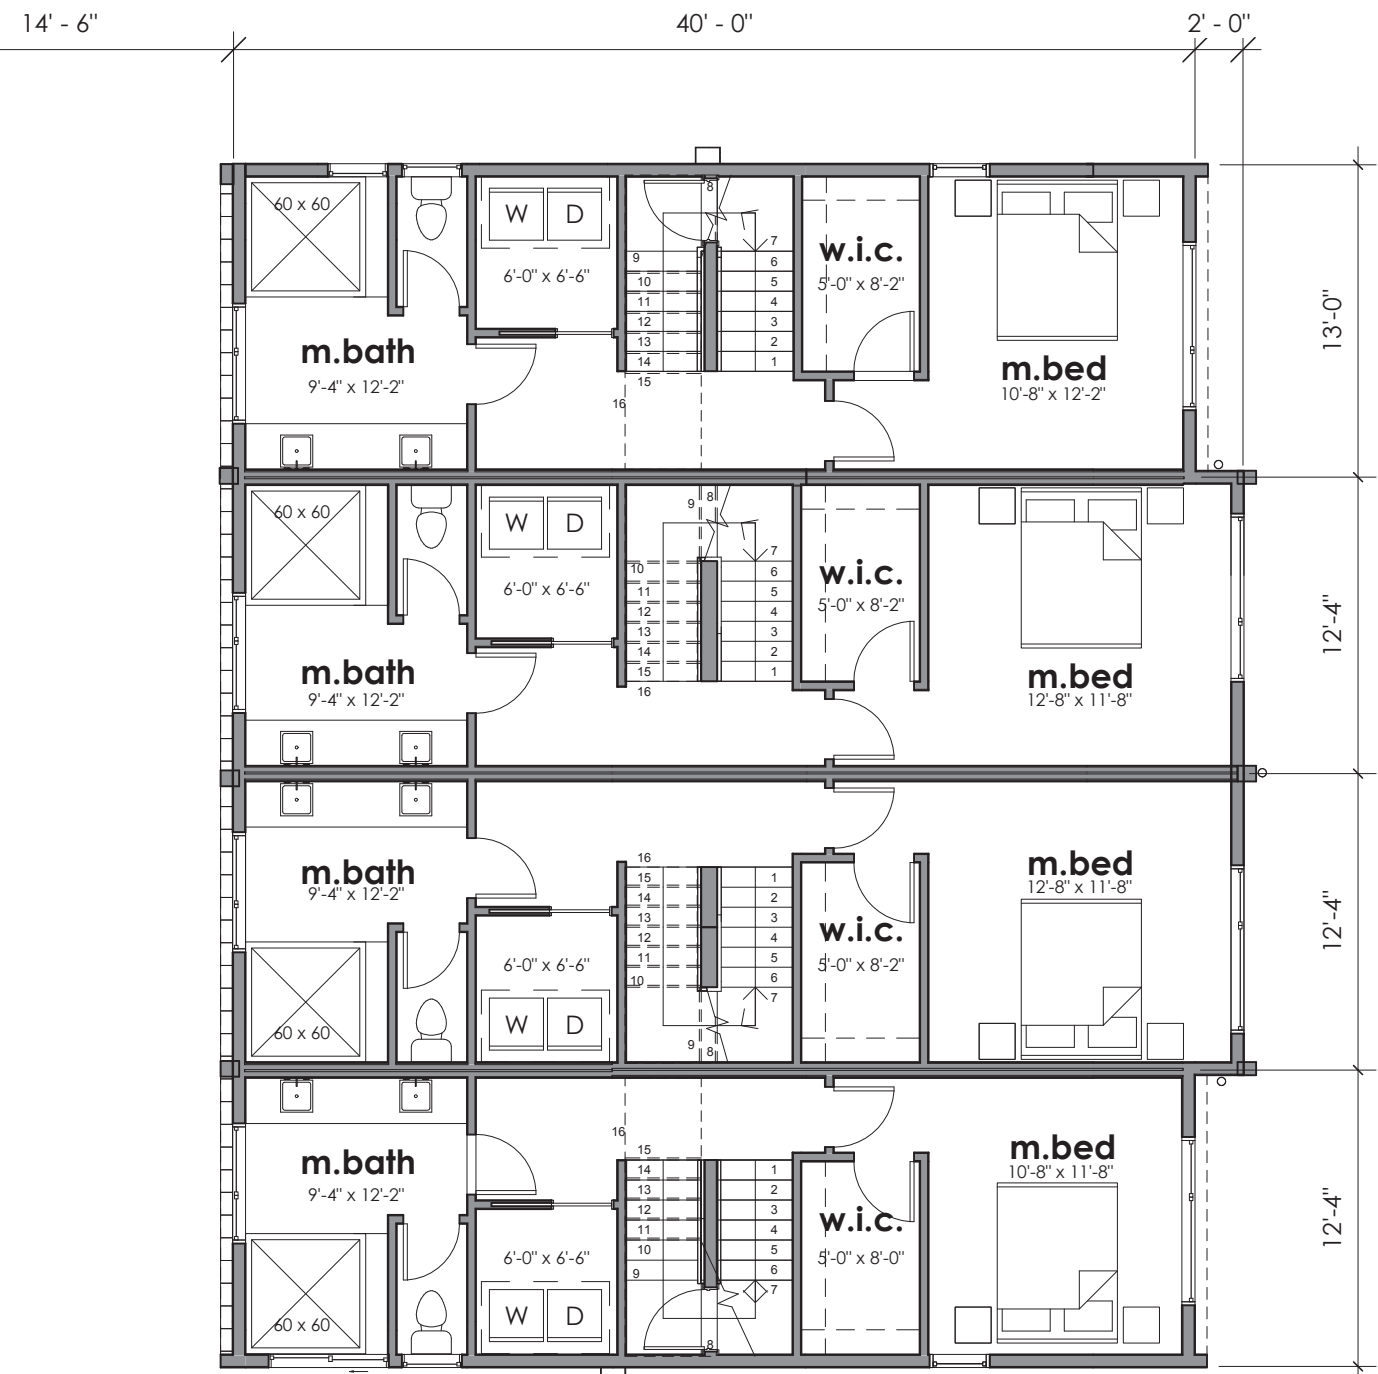 14' - 6"
40' - 0"
2' - 0"
60 x 60
W D
6'-0" x 6'-6"
8
7
9 6
10 5
11 4
12 3
13 2
14 1
15
16
w.i.c.
5'-0" x 8'-2"
m.bath
9'-4" x 12'-2"
m.bed
10'-8" x 12'-2"
13'-0"
60 x 60
W D
6'-0" x 6'-6"
9 8
7
10 6
11 5
12 4
13 3
14 2
15 1
16
w.i.c.
5'-0" x 8'-2"
m.bath
9'-4" x 12'-2"
m.bed
12'-8" x 11'-8"
12'-4"
m.bath
9'-4" x 12'-2"
16
15 1
14 2
13 3
12 4
11 5
10 6
7
9 8
m.bed
12'-8" x 11'-8"
w.i.c.
5'-0" x 8'-2"
6'-0" x 6'-6"
W D
60 x 60
12'-4"
m.bath
9'-4" x 12'-2"
16
15
14 1
13 2
12 3
11 4
10 5
9 6
7
8
m.bed
10'-8" x 11'-8"
w.i.c.
5'-0" x 8'-0"
6'-0" x 6'-6"
W D
60 x 60
12'-4"